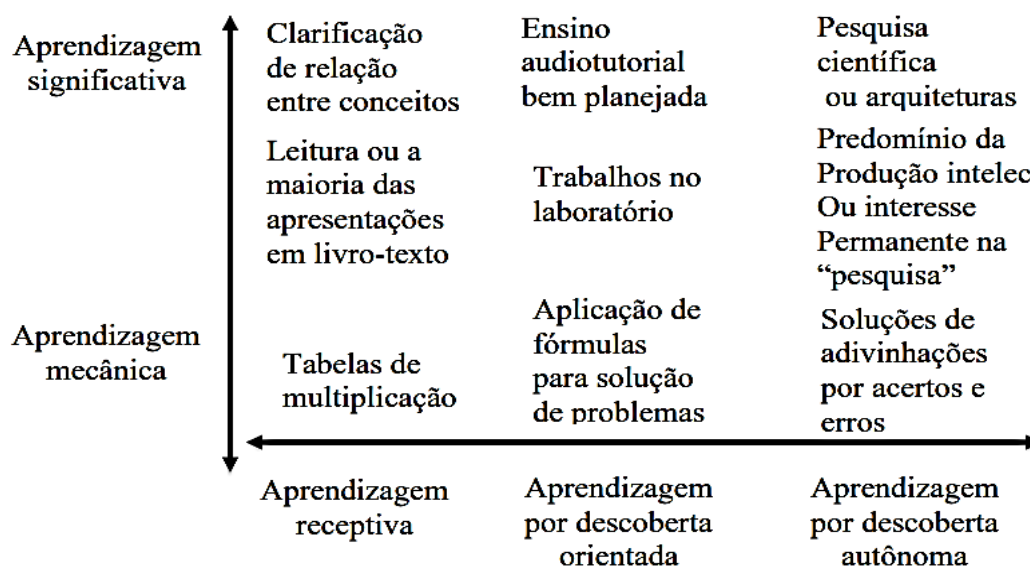 Aprendizagem
significativa
Clarificação
de relação
entre conceitos
Ensino
audiotutorial
bem planejada
Pesquisa
científica
ou arquiteturas
Leitura ou a
maioria das
apresentações
em livro-texto
Trabalhos no
laboratório
Predomínio da
Produção intelec
Ou interesse
Permanente na
“pesquisa”
Aprendizagem
mecânica
Tabelas de
multiplicação
Aplicação de
fórmulas
para solução
de problemas
Soluções de
adivinhações
por acertos e
erros
Aprendizagem
receptiva
Aprendizagem
por descoberta
orientada
Aprendizagem
por descoberta
autônoma